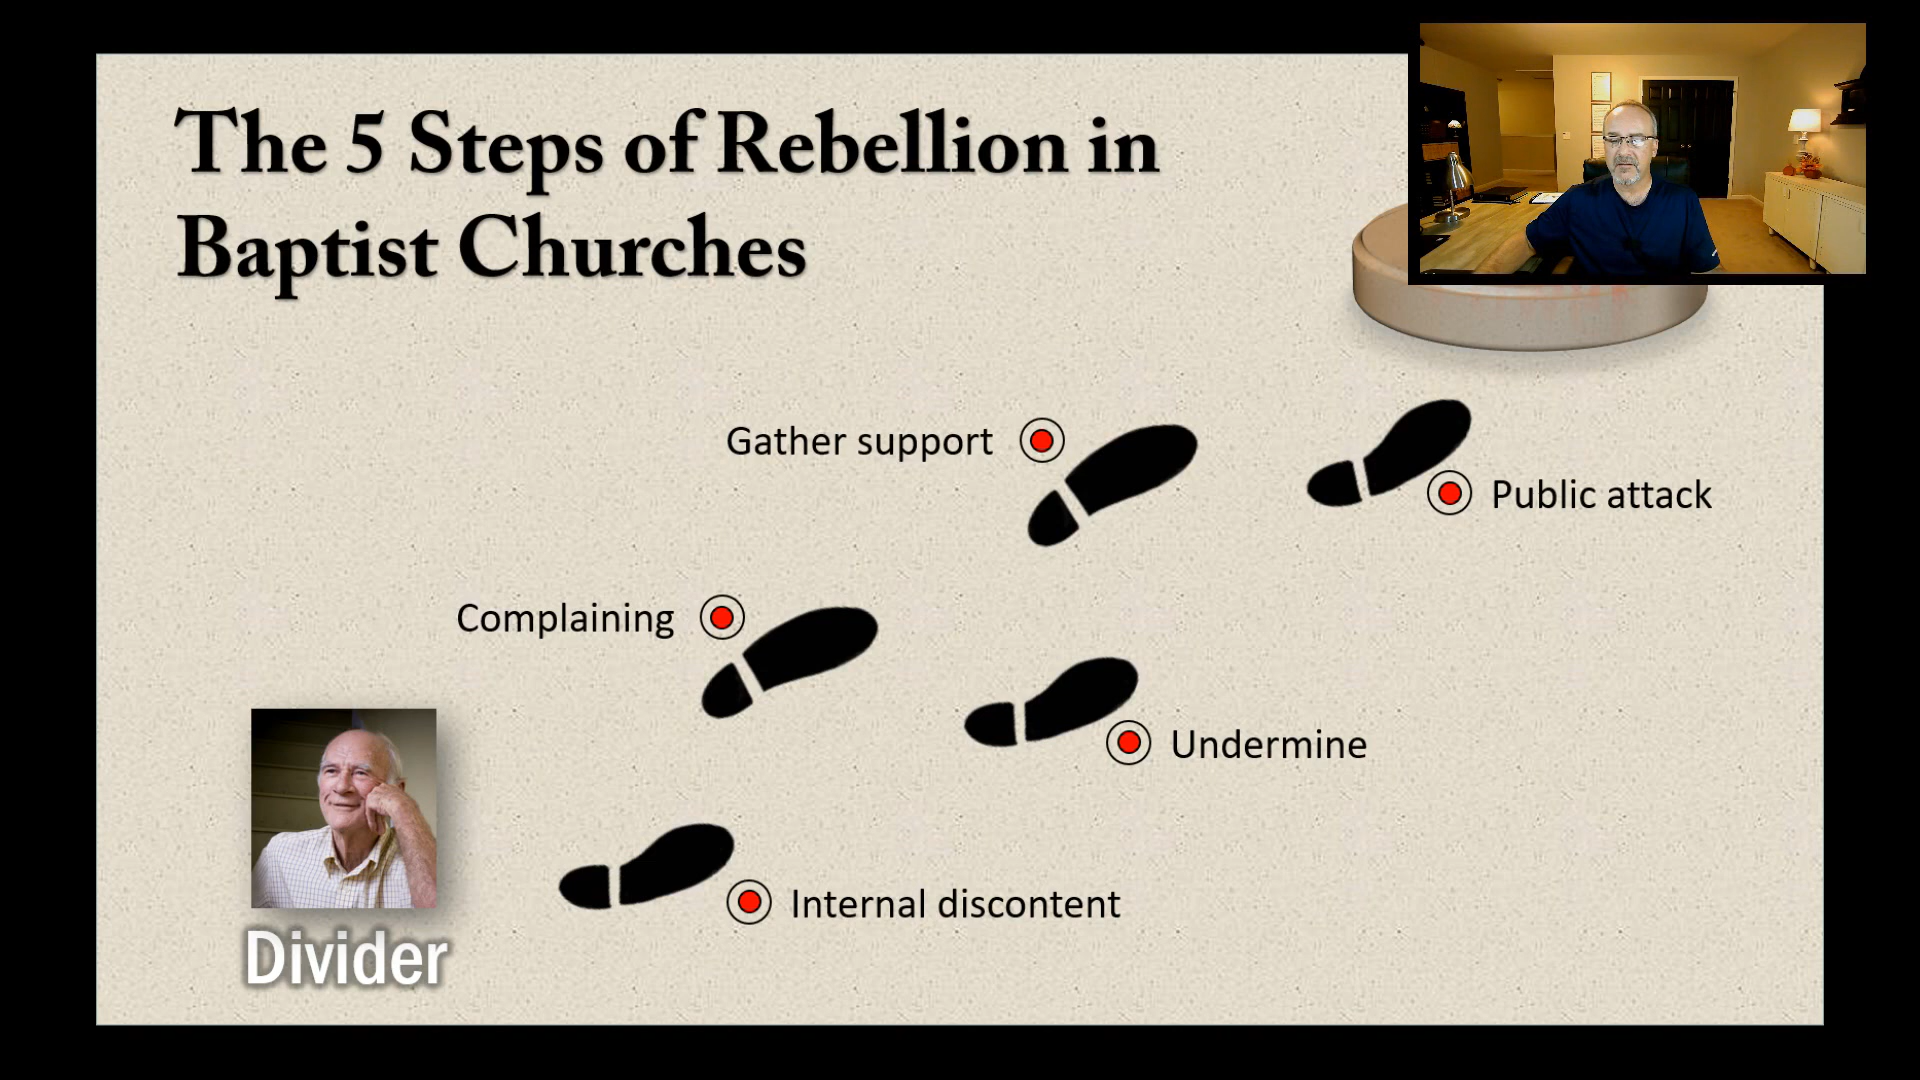 The 5 Steps of Rebellion in
Baptist Churches
Gather support
Public attack
Complaining
Undermine
Internal discontent
Divider